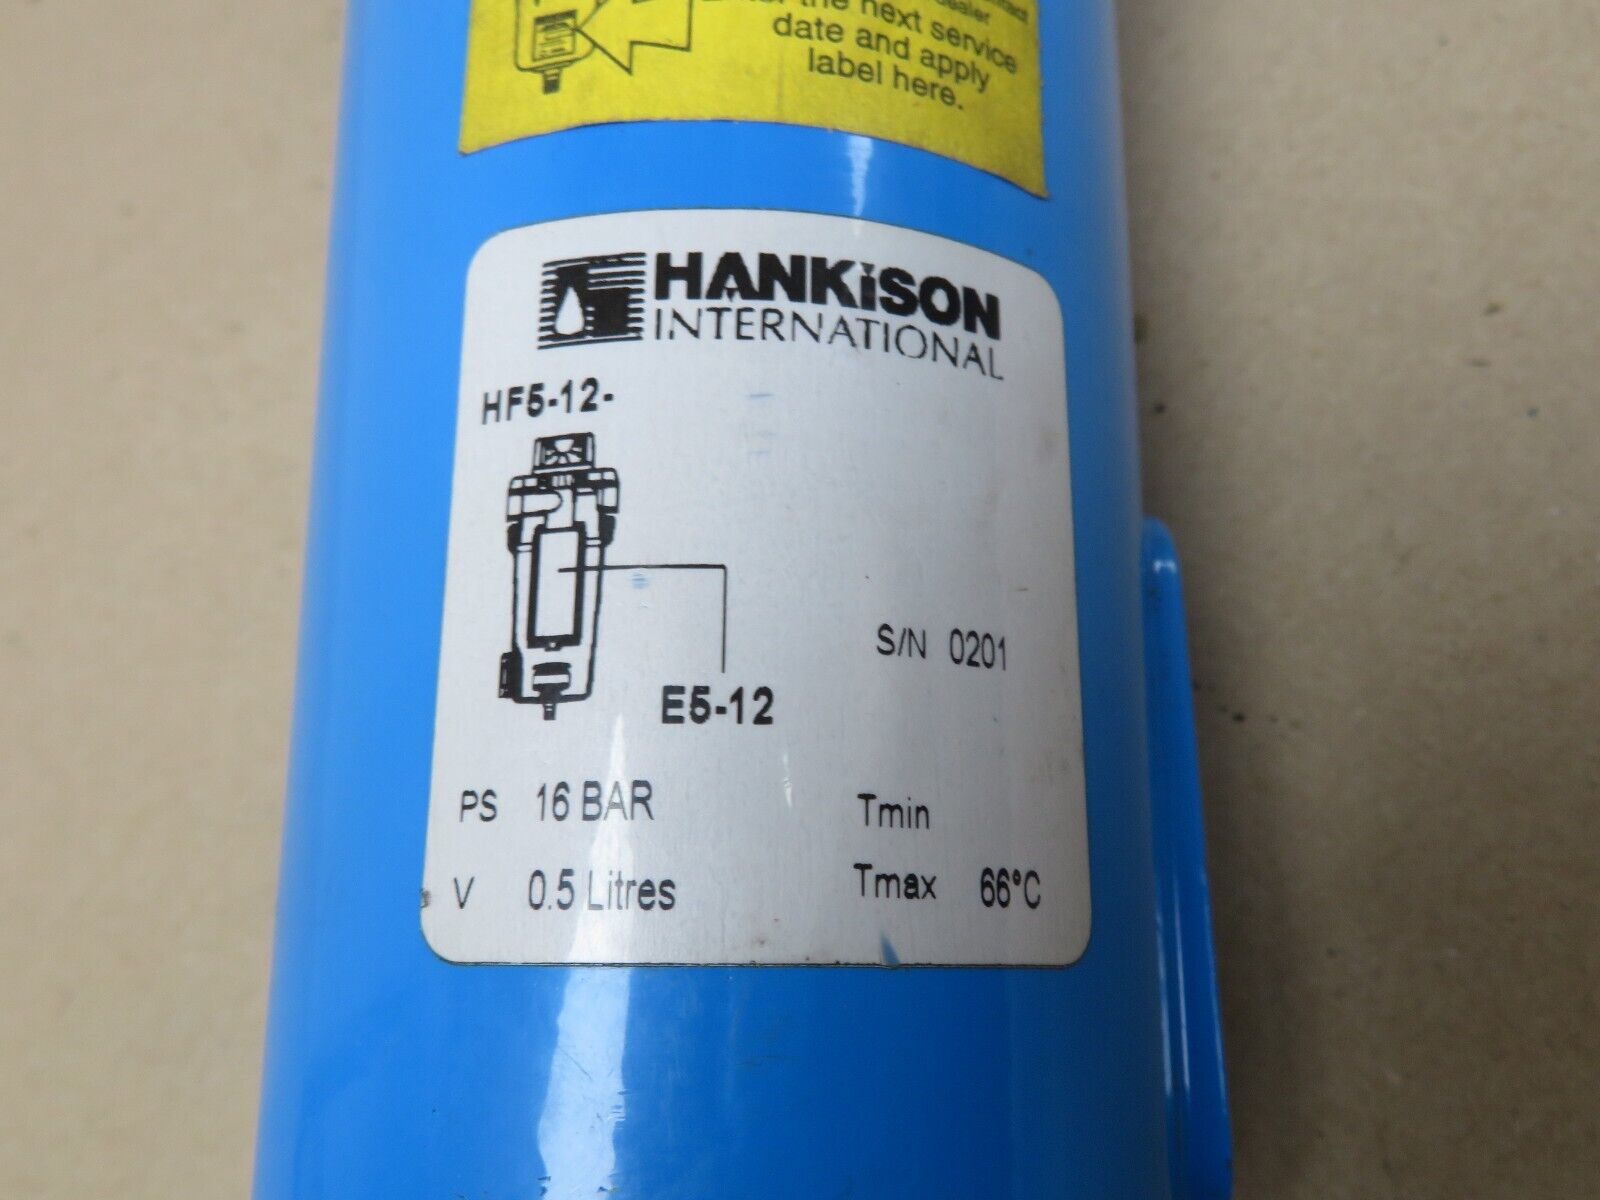 the next service
date and apply
label here.
HANKiSON
INTERNATIONAL
HF5-12-
S/N 0201
E5-12
PS 16 BAR Tmin
V 0.5 Litres Tmax 66°C